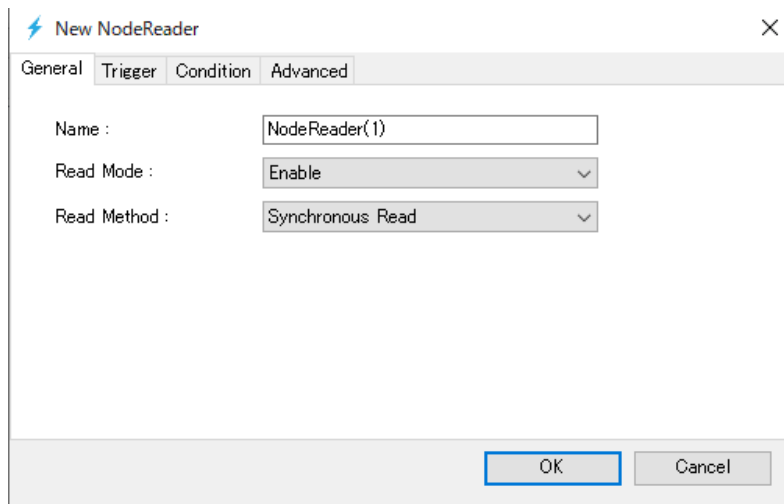 New NodeReader
General Trigger Condition Advanced
Name :
NodeReader(1)
Read Mode :
Enable
Read Method :
Synchronous Read
OK Cancel